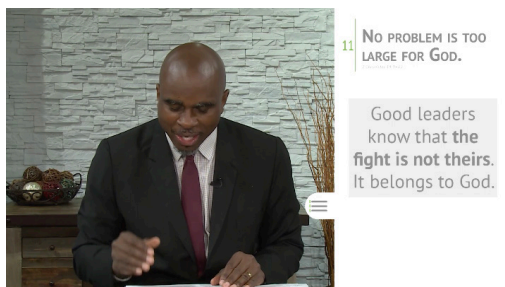 11
NO PROBLEM IS TOO
LARGE FOR GOD.
Good leaders
know that the
fight is not theirs.
It belongs to God.